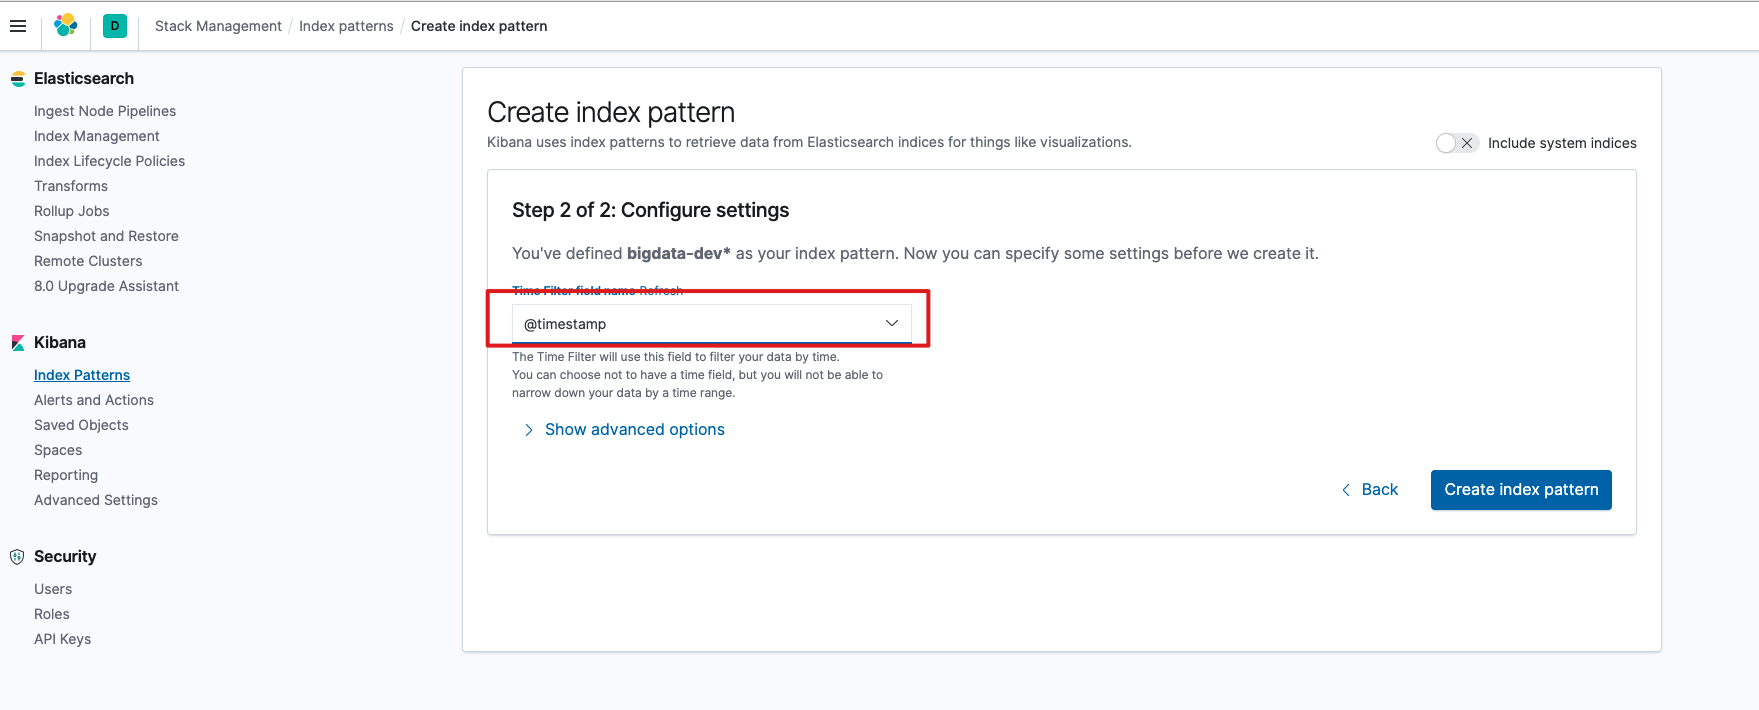 D
Stack Management / Index patterns / Create index pattern
Elasticsearch
Ingest Node Pipelines
Index Management
Index Lifecycle Policies
Transforms
Rollup Jobs
Snapshot and Restore
Remote Clusters
8.0 Upgrade Assistant
Kibana
Index Patterns
Alerts and Actions
Saved Objects
Spaces
Reporting
Advanced Settings
Security
Users
Roles
API Keys
Create index pattern
Kibana uses index patterns to retrieve data from Elasticsearch indices for things like visualizations.
Include system indices
Step 2 of 2: Configure settings
You've defined bigdata-dev* as your index pattern. Now you can specify some settings before we create it.
Time Filter field name Refresh
@timestamp
The Time Filter will use this field to filter your data by time.
You can choose not to have a time field, but you will not be able to
narrow down your data by a time range.
Show advanced options
Back
Create index pattern